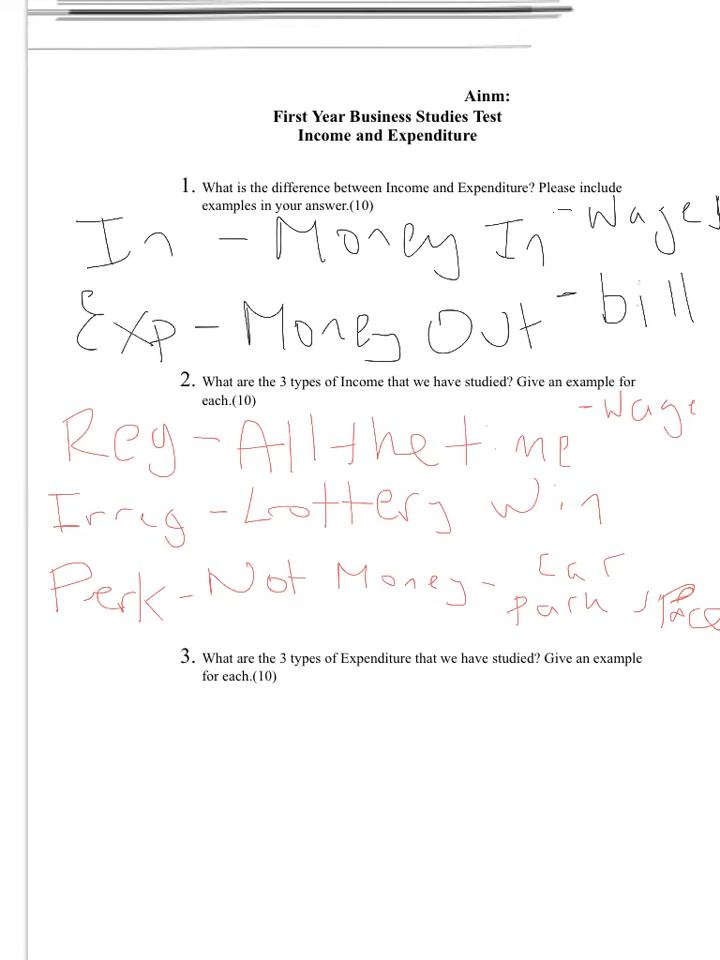 Ainm:
First Year Business Studies Test
Income and Expenditure
1. What is the difference between Income and Expenditure? Please include
examples in your answer.(10)
In - Money In - Wages
Exp - Money Out - bill
2. What are the 3 types of Income that we have studied? Give an example for
each.(10)
Reg - All the time - Wage
Irreg - Lottery Win
Perk - Not Money - Car
Park space
3. What are the 3 types of Expenditure that we have studied? Give an example
for each.(10)